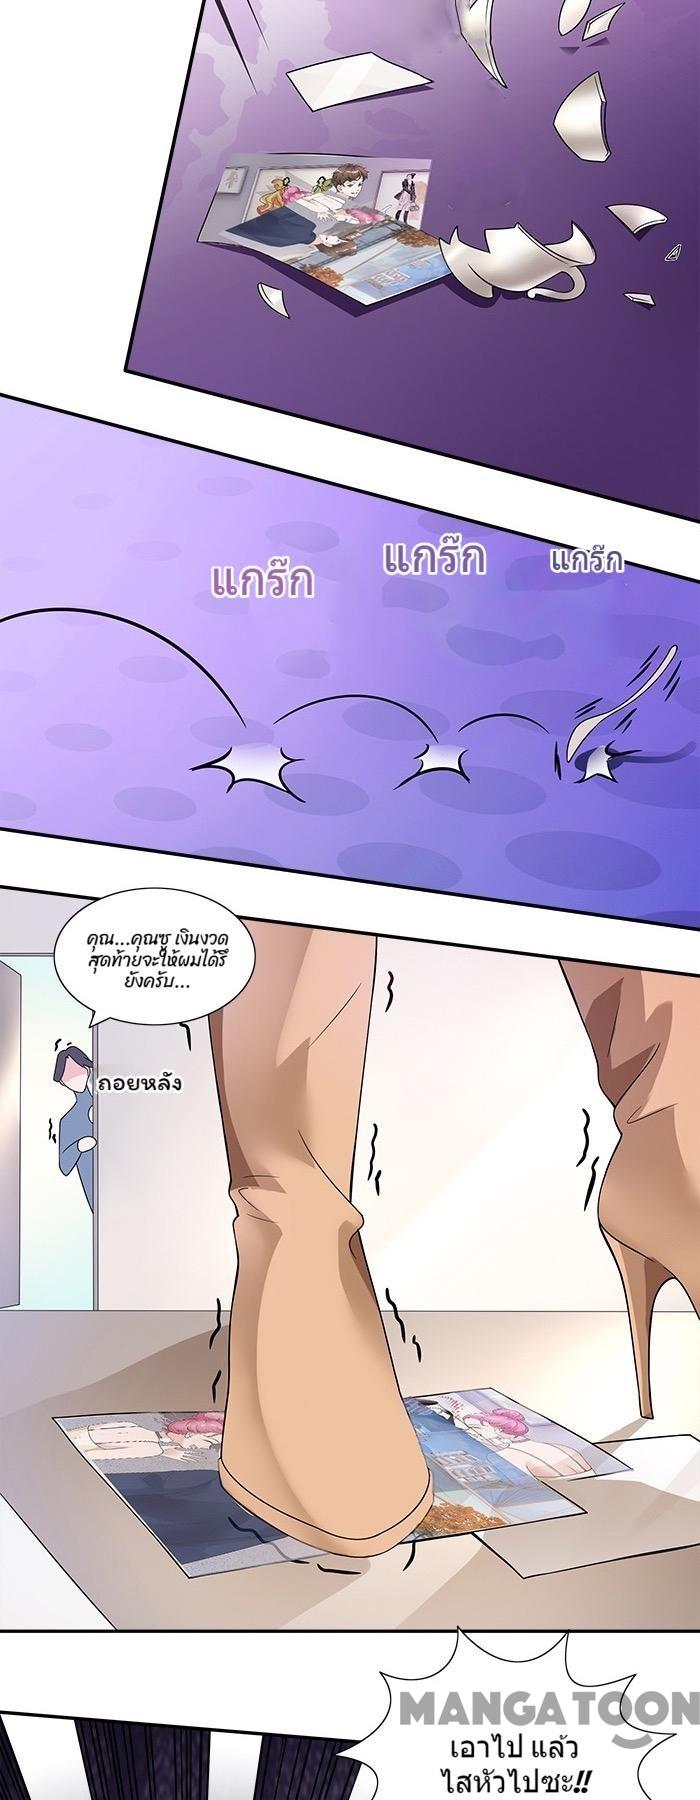 แกร๊ก
แกร๊ก
แกร๊ก
คุณ...คุณซู เงินงวด
สุดท้ายจะให้ผมได้รึ
ยังครับ...
ถอยหลัง
MANGATOON
เอาไป แล้ว
ไสหัวไปซะ!!